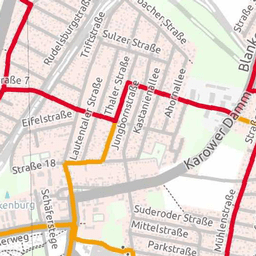 Rudelsburgstraße
Triftstraße
bacher Straße
Sulzer Straße
Straße 7
Thaler Straße
Jungbornstraße
Kastanienallee
Ahornallee
Blank
Eifelstraße
Lautentaler Straße
Karower Damm
Straße 18
kenburg
Schäferstege
Suderoder Straße
Mühlenstraße
Mittelstraße
erweg
Parkstraße